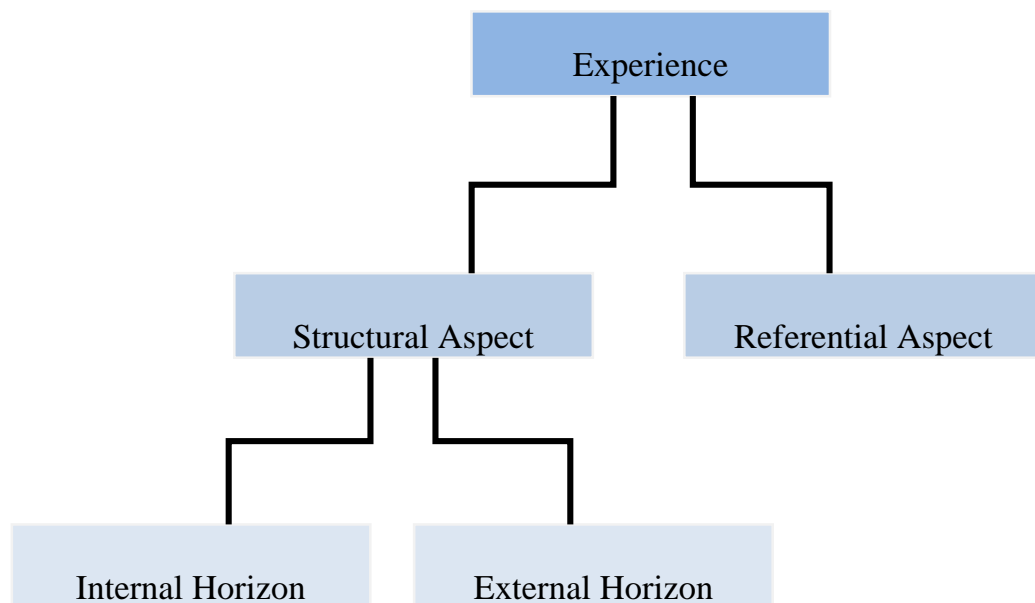 Experience
Structural Aspect
Referential Aspect
Internal Horizon
External Horizon